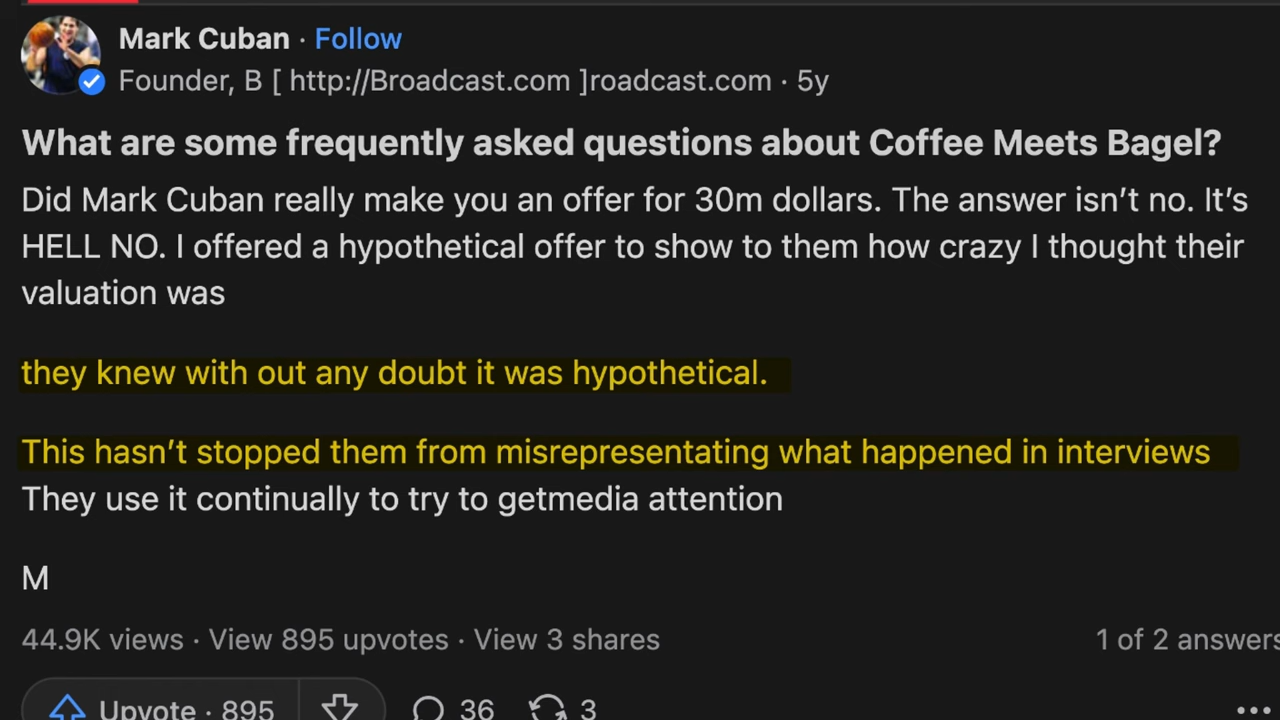 Mark Cuban · Follow
Founder, B [ http://Broadcast.com ]roadcast.com · 5y
What are some frequently asked questions about Coffee Meets Bagel?
Did Mark Cuban really make you an offer for 30m dollars. The answer isn’t no. It’s
HELL NO. I offered a hypothetical offer to show to them how crazy I thought their
valuation was
they knew with out any doubt it was hypothetical.
This hasn’t stopped them from misrepresentating what happened in interviews
They use it continually to try to getmedia attention
M
44.9K views · View 895 upvotes · View 3 shares
1 of 2 answers
Upvote · 895
36
3